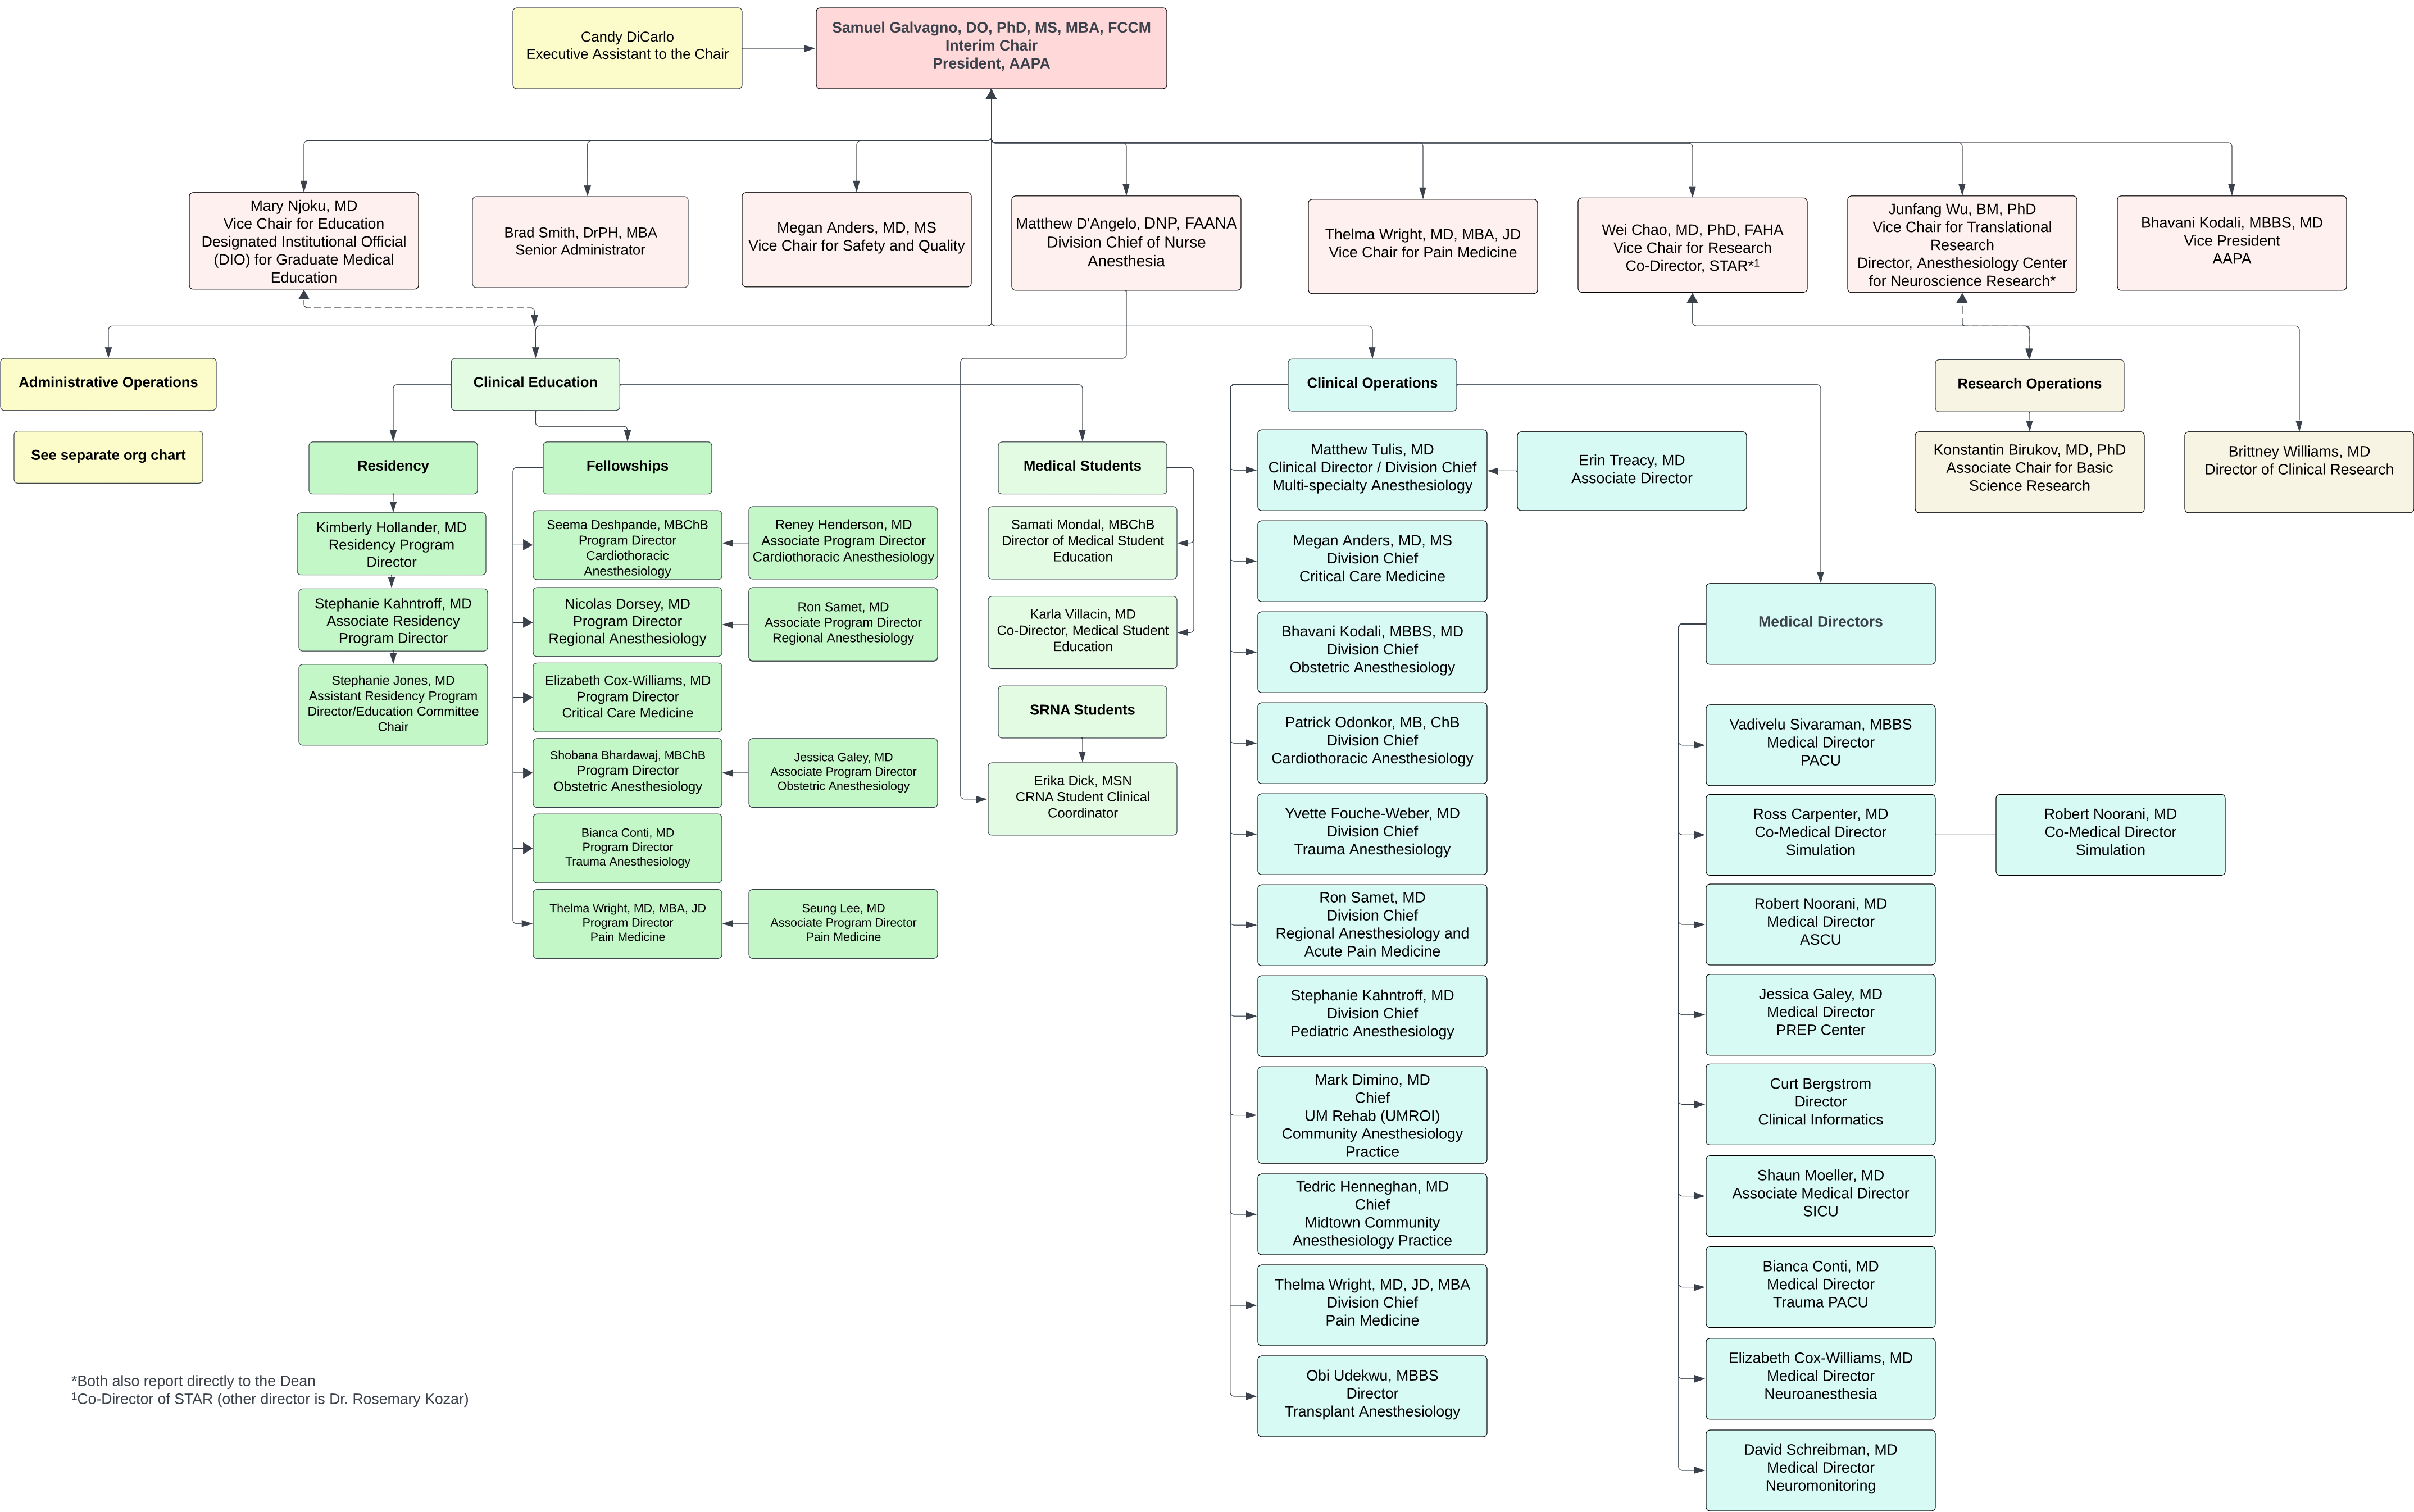 Candy DiCarlo
Executive Assistant to the Chair
Samuel Galvagno, DO, PhD, MS, MBA, FCCM
Interim Chair
President, AAPA
Mary Njoku, MD
Vice Chair for Education
Designated Institutional Official
(DIO) for Graduate Medical
Education
Brad Smith, DrPH, MBA
Senior Administrator
Megan Anders, MD, MS
Vice Chair for Safety and Quality
Matthew D'Angelo, DNP, FAANA
Division Chief of Nurse
Anesthesia
Thelma Wright, MD, MBA, JD
Vice Chair for Pain Medicine
Wei Chao, MD, PhD, FAHA
Vice Chair for Research
Co-Director, STAR*¹
Junfang Wu, BM, PhD
Vice Chair for Translational
Research
Director, Anesthesiology Center
for Neuroscience Research*
Bhavani Kodali, MBBS, MD
Vice President
AAPA
Administrative Operations
See separate org chart
Clinical Education
Residency
Kimberly Hollander, MD
Residency Program
Director
Stephanie Kahntroff, MD
Associate Residency
Program Director
Stephanie Jones, MD
Assistant Residency Program
Director/Education Committee
Chair
Fellowships
Seema Deshpande, MBChB
Program Director
Cardiothoracic
Anesthesiology
Reney Henderson, MD
Associate Program Director
Cardiothoracic Anesthesiology
Nicolas Dorsey, MD
Program Director
Regional Anesthesiology
Ron Samet, MD
Associate Program Director
Regional Anesthesiology
Elizabeth Cox-Williams, MD
Program Director
Critical Care Medicine
Shobana Bhardawaj, MBChB
Program Director
Obstetric Anesthesiology
Jessica Galey, MD
Associate Program Director
Obstetric Anesthesiology
Bianca Conti, MD
Program Director
Trauma Anesthesiology
Thelma Wright, MD, MBA, JD
Program Director
Pain Medicine
Seung Lee, MD
Associate Program Director
Pain Medicine
Medical Students
Samati Mondal, MBChB
Director of Medical Student
Education
Karla Villacin, MD
Co-Director, Medical Student
Education
SRNA Students
Erika Dick, MSN
CRNA Student Clinical
Coordinator
Clinical Operations
Matthew Tulis, MD
Clinical Director / Division Chief
Multi-specialty Anesthesiology
Erin Treacy, MD
Associate Director
Megan Anders, MD, MS
Division Chief
Critical Care Medicine
Bhavani Kodali, MBBS, MD
Division Chief
Obstetric Anesthesiology
Patrick Odonkor, MB, ChB
Division Chief
Cardiothoracic Anesthesiology
Yvette Fouche-Weber, MD
Division Chief
Trauma Anesthesiology
Ron Samet, MD
Division Chief
Regional Anesthesiology and
Acute Pain Medicine
Stephanie Kahntroff, MD
Division Chief
Pediatric Anesthesiology
Mark Dimino, MD
Chief
UM Rehab (UMROI)
Community Anesthesiology
Practice
Tedric Henneghan, MD
Chief
Midtown Community
Anesthesiology Practice
Thelma Wright, MD, JD, MBA
Division Chief
Pain Medicine
Obi Udekwu, MBBS
Director
Transplant Anesthesiology
Medical Directors
Vadivelu Sivaraman, MBBS
Medical Director
PACU
Ross Carpenter, MD
Co-Medical Director
Simulation
Robert Noorani, MD
Co-Medical Director
Simulation
Robert Noorani, MD
Medical Director
ASCU
Jessica Galey, MD
Medical Director
PREP Center
Curt Bergstrom
Director
Clinical Informatics
Shaun Moeller, MD
Associate Medical Director
SICU
Bianca Conti, MD
Medical Director
Trauma PACU
Elizabeth Cox-Williams, MD
Medical Director
Neuroanesthesia
David Schreibman, MD
Medical Director
Neuromonitoring
Research Operations
Konstantin Birukov, MD, PhD
Associate Chair for Basic
Science Research
Brittney Williams, MD
Director of Clinical Research
*Both also report directly to the Dean
¹Co-Director of STAR (other director is Dr. Rosemary Kozar)